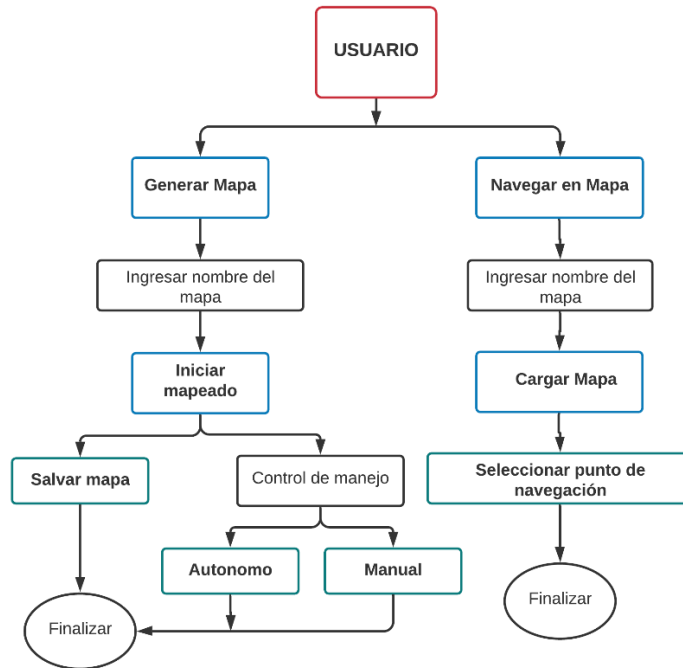 USUARIO
Generar Mapa
Navegar en Mapa
Ingresar nombre del
mapa
Ingresar nombre del
mapa
Iniciar
mapeado
Cargar Mapa
Salvar mapa
Control de manejo
Seleccionar punto de
navegación
Autonomo
Manual
Finalizar
Finalizar